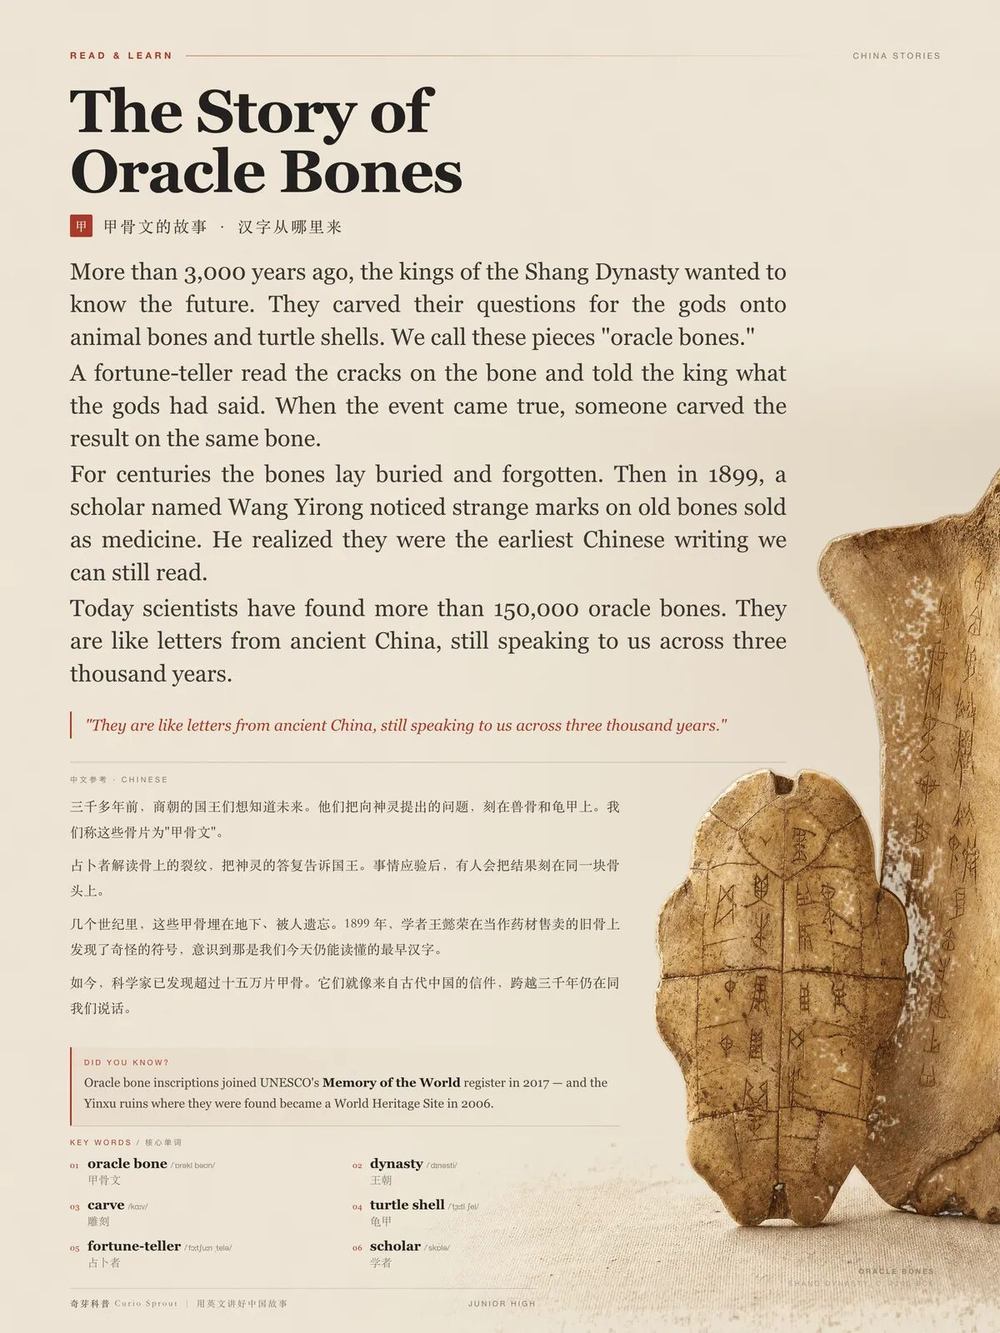 READ & LEARN
CHINA STORIES
The Story of
Oracle Bones
甲
甲骨文的故事 · 汉字从哪里来
More than 3,000 years ago, the kings of the Shang Dynasty wanted to
know the future. They carved their questions for the gods onto
animal bones and turtle shells. We call these pieces "oracle bones."
A fortune-teller read the cracks on the bone and told the king what
the gods had said. When the event came true, someone carved the
result on the same bone.
For centuries the bones lay buried and forgotten. Then in 1899, a
scholar named Wang Yirong noticed strange marks on old bones sold
as medicine. He realized they were the earliest Chinese writing we
can still read.
Today scientists have found more than 150,000 oracle bones. They
are like letters from ancient China, still speaking to us across three
thousand years.
"They are like letters from ancient China, still speaking to us across three thousand years."
中文参考 · CHINESE
三千多年前，商朝的国王们想知道未来。他们把向神灵提出的问题，刻在兽骨和龟甲上。我
们称这些骨片为"甲骨文"。
占卜者解读骨上的裂纹，把神灵的答复告诉国王。事情应验后，有人会把结果刻在同一块骨
头上。
几个世纪里，这些甲骨埋在地下、被人遗忘。1899 年，学者王懿荣在当作药材售卖的旧骨上
发现了奇怪的符号，意识到那是我们今天仍能读懂的最早汉字。
如今，科学家已发现超过十五万片甲骨。它们就像来自古代中国的信件，跨越三千年仍在同
我们说话。
DID YOU KNOW?
Oracle bone inscriptions joined UNESCO's Memory of the World register in 2017 — and the
Yinxu ruins where they were found became a World Heritage Site in 2006.
KEY WORDS / 核心单词
01 oracle bone /ˈɒrəkl bəʊn/
甲骨文
02 dynasty /ˈdɪnəsti/
王朝
03 carve /kɑːv/
雕刻
04 turtle shell /ˈtɜːtl ʃel/
龟甲
05 fortune-teller /ˈfɔːtʃuːn ˌtelə/
占卜者
06 scholar /ˈskɒlə/
学者
ORACLE BONES
奇芽科普 Curio Sprout | 用英文讲好中国故事
JUNIOR HIGH